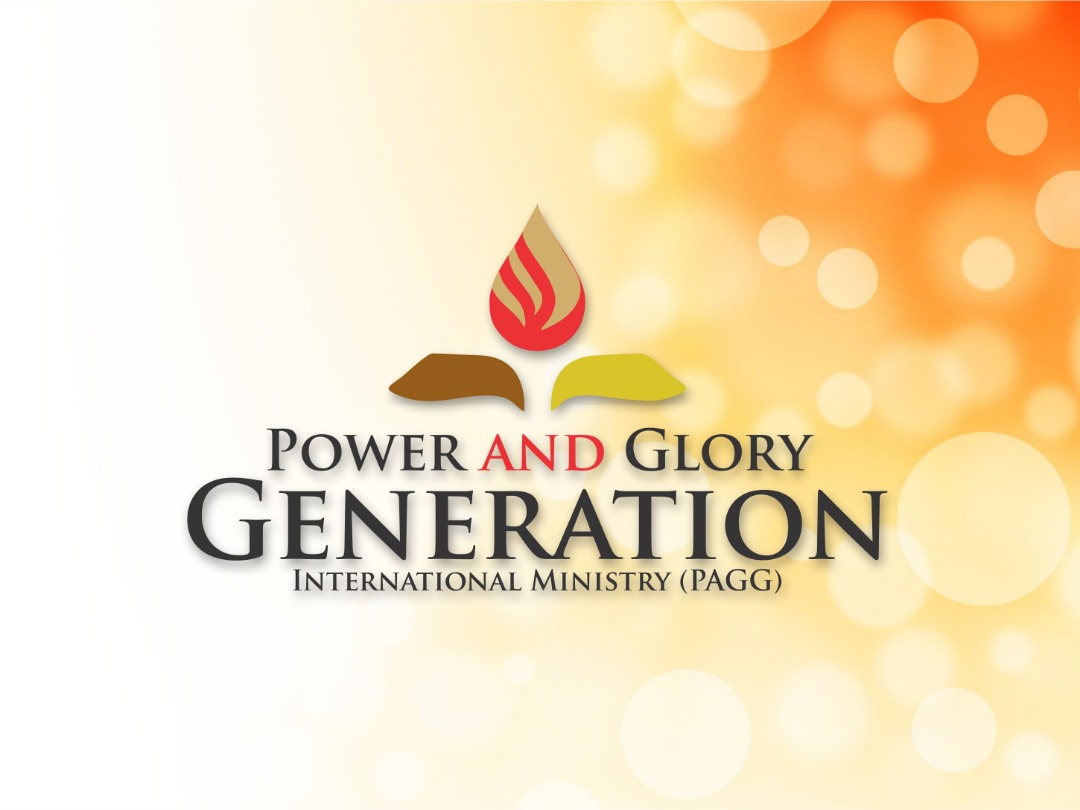 Power and Glory
Generation
International Ministry (PAGG)